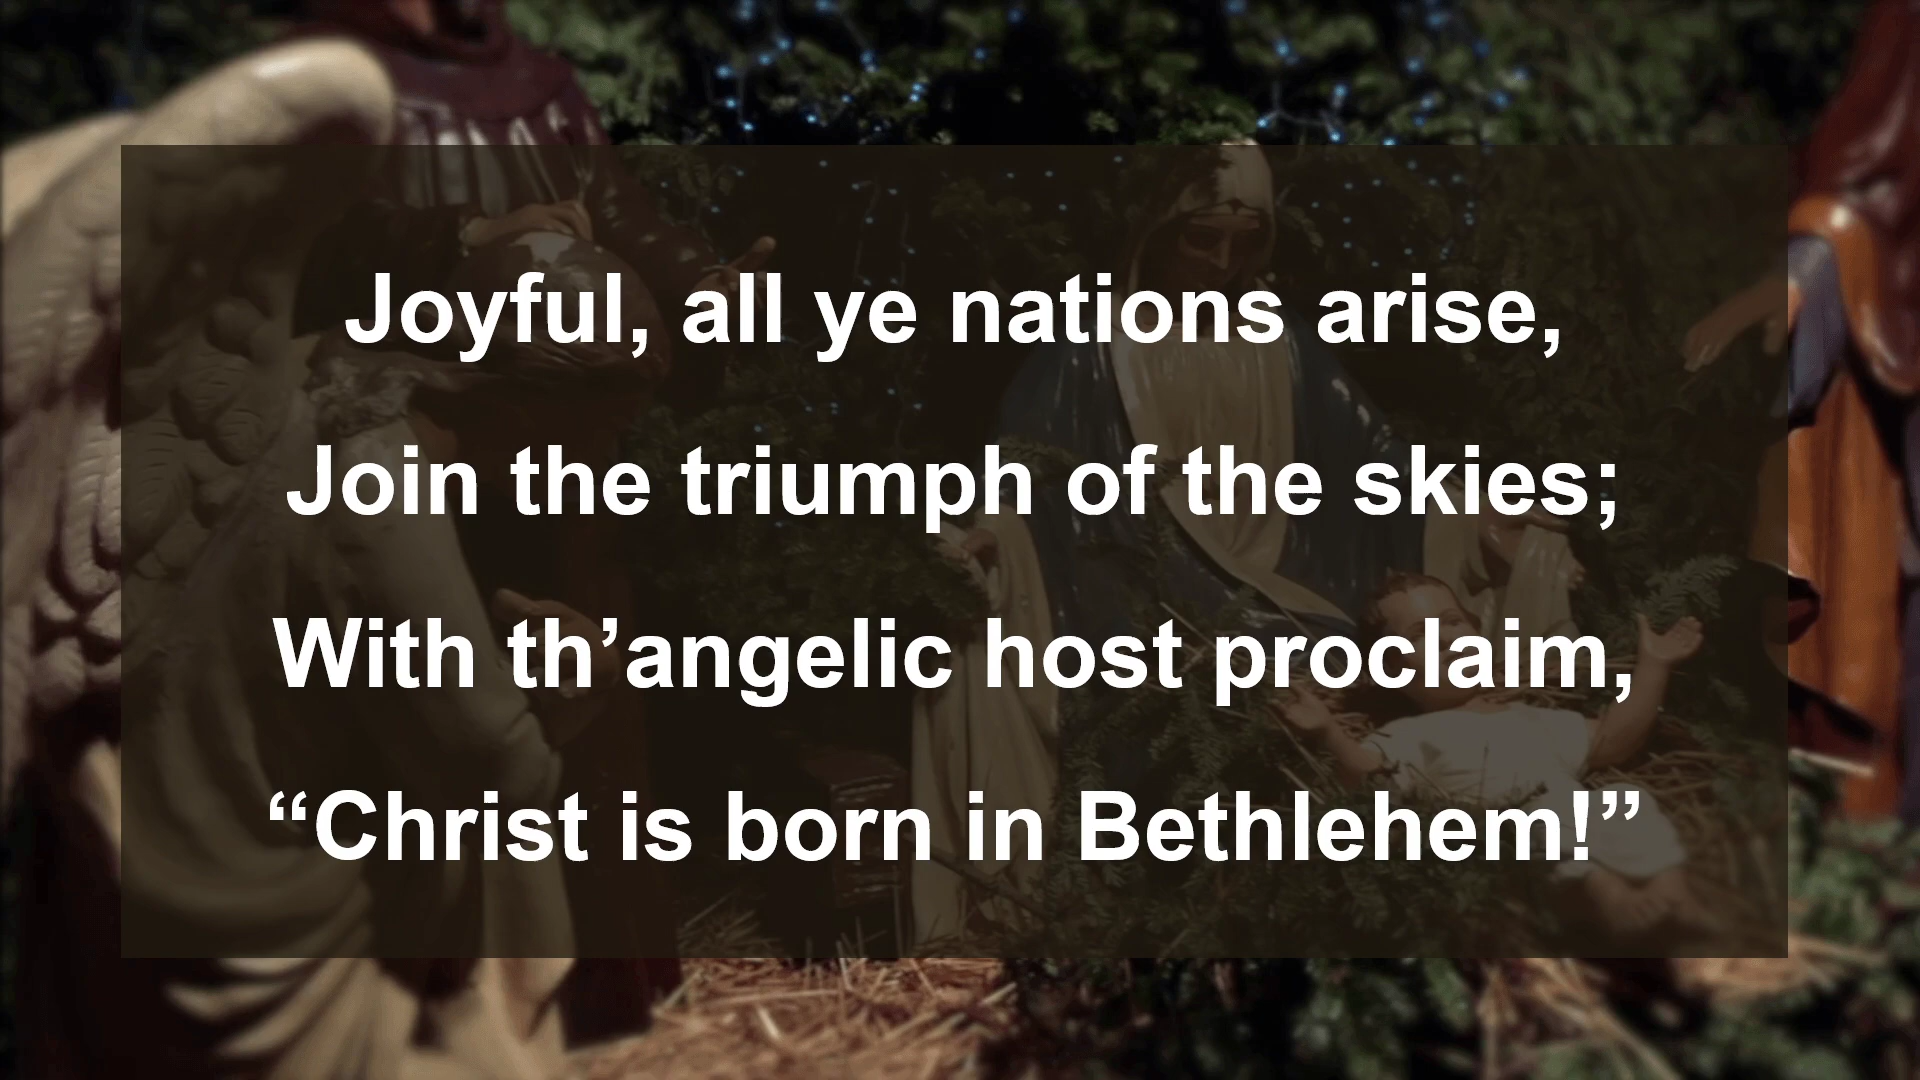 Joyful, all ye nations arise,
Join the triumph of the skies;
With th’angelic host proclaim,
“Christ is born in Bethlehem!”